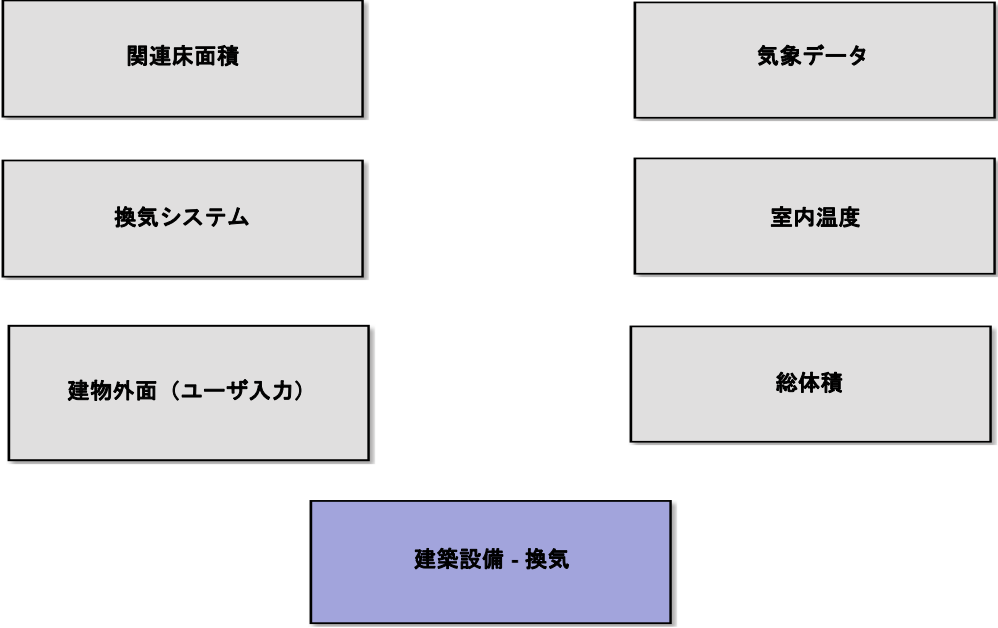 関連床面積
気象データ
換気システム
室内温度
建物外面（ユーザ入力）
総体積
建築設備 - 換気